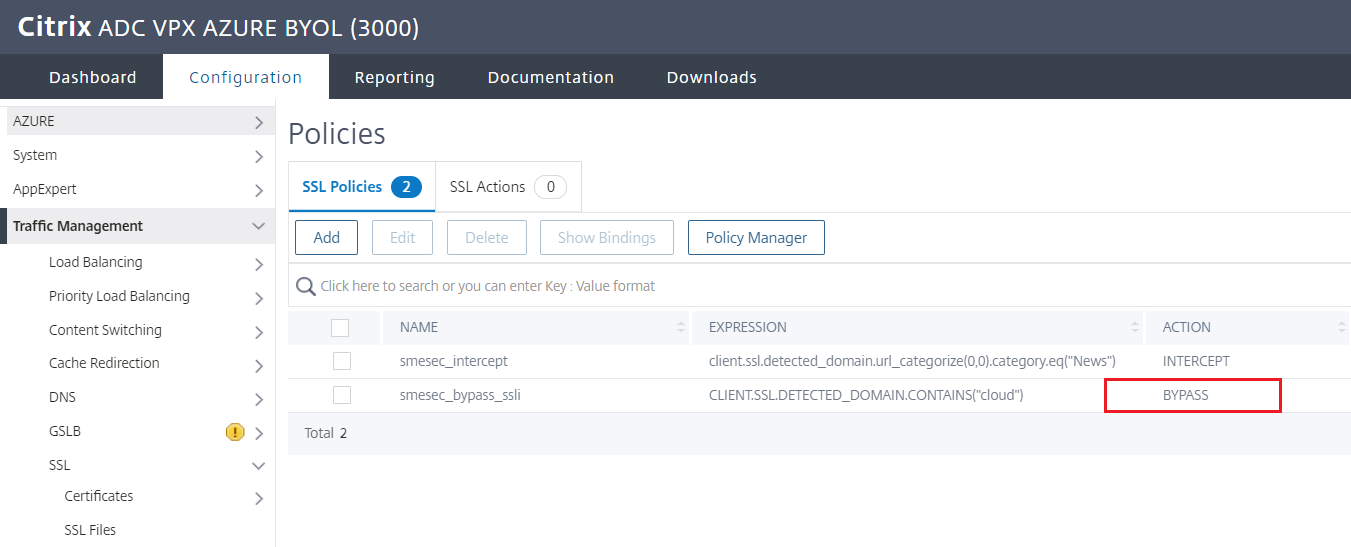 Citrix ADC VPX AZURE BYOL (3000)
Dashboard Configuration Reporting Documentation Downloads
AZURE
System
AppExpert
Traffic Management
Load Balancing
Priority Load Balancing
Content Switching
Cache Redirection
DNS
GSLB
SSL
Certificates
SSL Files
Policies
SSL Policies 2 SSL Actions 0
Add Edit Delete Show Bindings Policy Manager
Click here to search or you can enter Key : Value format
NAME EXPRESSION ACTION
smesec_intercept client.ssl.detected_domain.url_categorize(0,0).category.eq("News") INTERCEPT
smesec_bypass_ssli CLIENT.SSL.DETECTED_DOMAIN.CONTAINS("cloud") BYPASS
Total 2